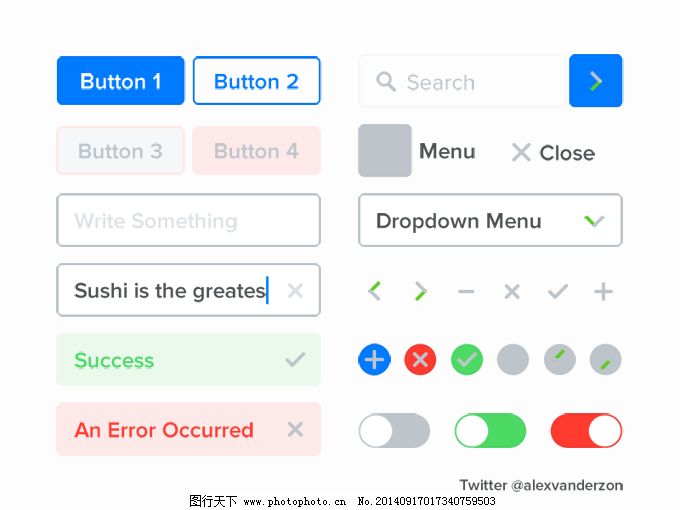 Button 1
Button 2
Search
Button 3
Button 4
Menu
Close
Write Something
Dropdown Menu
Sushi is the greates
Success
An Error Occurred
Twitter @alexvanderzon
图行天下 www.photophoto.cn No.20140917017340759503